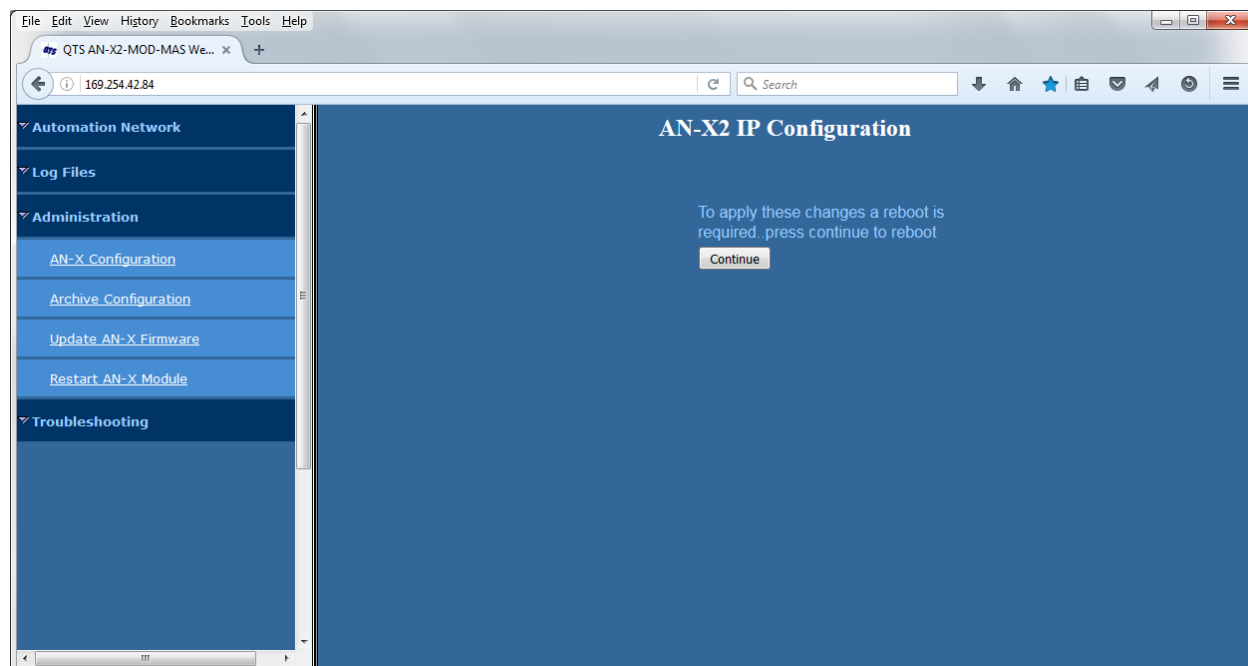 File Edit View History Bookmarks Tools Help
QTS QTS AN-X2-MOD-MAS We... × +
169.254.42.84 Search
Automation Network
Log Files
Administration
AN-X Configuration
Archive Configuration
Update AN-X Firmware
Restart AN-X Module
Troubleshooting
AN-X2 IP Configuration
To apply these changes a reboot is
required..press continue to reboot
Continue